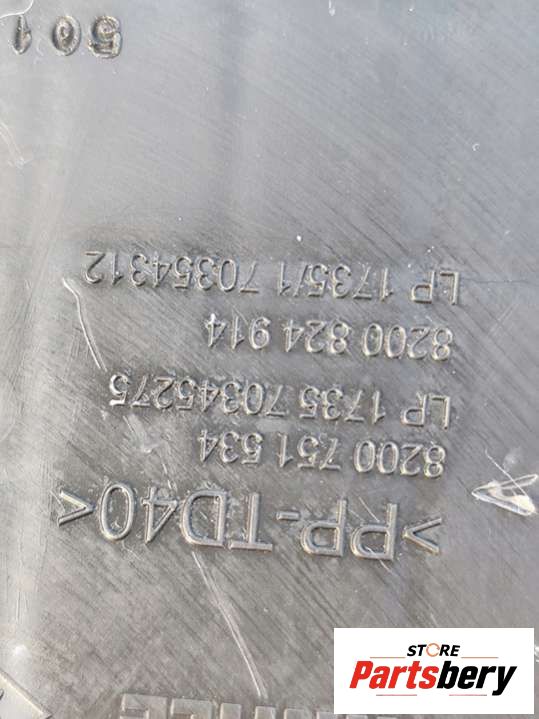 >PP-TD40<
8200 751 534
LP 1735 70345275
8200 824 914
LP 1735/1 70354312
STORE
Partsbery